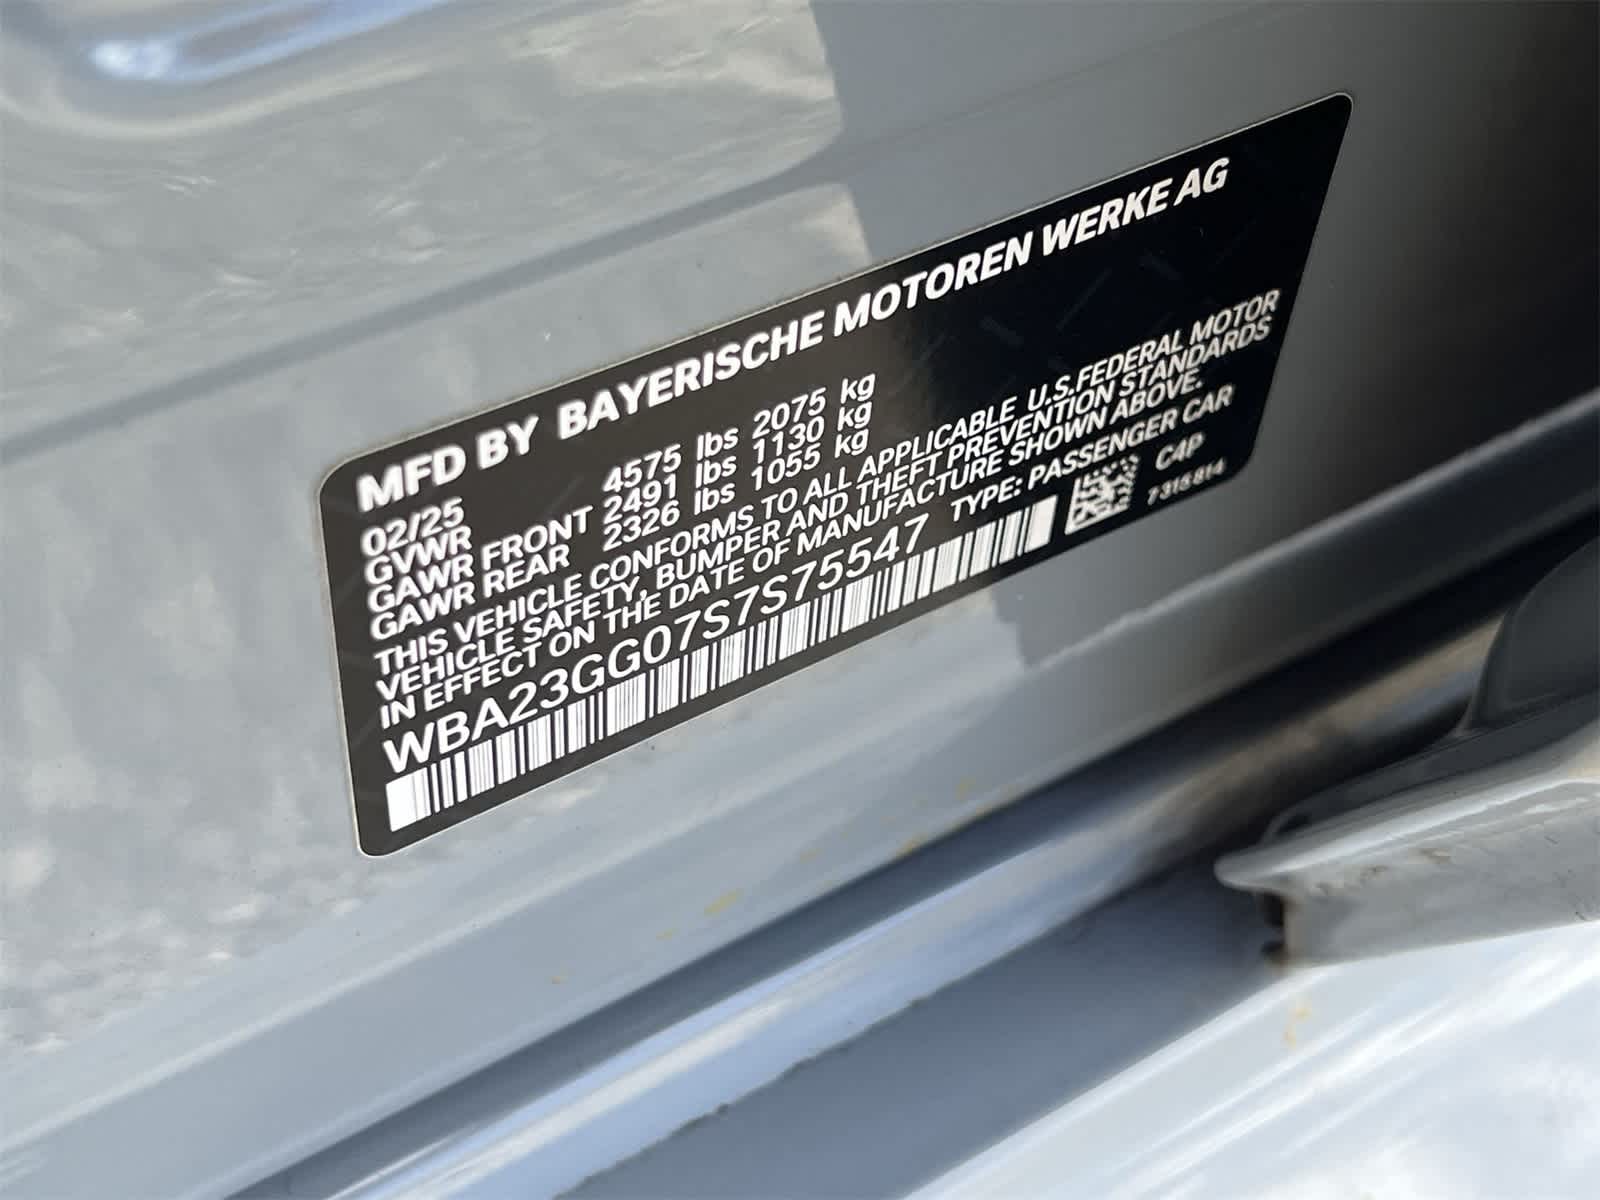 MFD BY BAYERISCHE MOTOREN WERKE AG
02/25
GVWR 4575 lbs 2075 kg
GAWR FRONT 2491 lbs 1130 kg
GAWR REAR 2326 lbs 1055 kg
THIS VEHICLE CONFORMS TO ALL APPLICABLE U.S.FEDERAL MOTOR
VEHICLE SAFETY, BUMPER AND THEFT PREVENTION STANDARDS
IN EFFECT ON THE DATE OF MANUFACTURE SHOWN ABOVE.
WBA23GG07S7S75547 TYPE: PASSENGER CAR
C4P
7315814